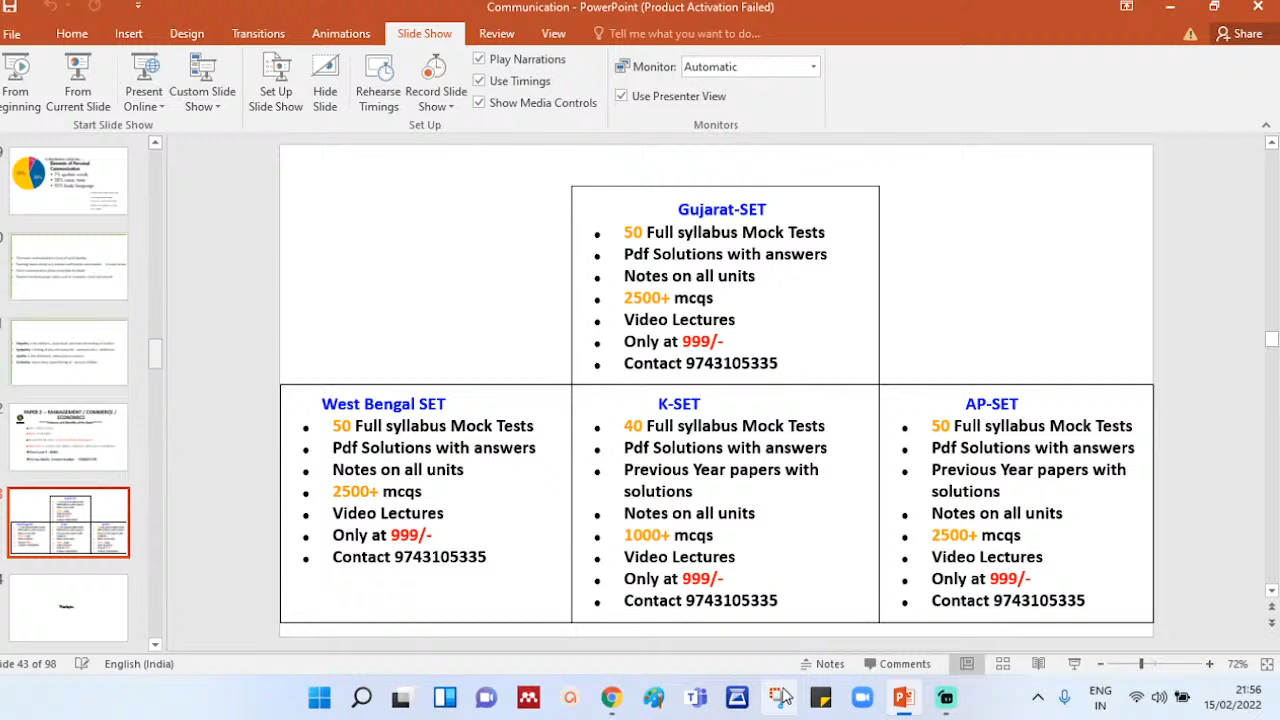 Communication - PowerPoint (Product Activation Failed)
File Home Insert Design Transitions Animations Slide Show Review View Tell me what you want to do... Share
From Beginning
From Current Slide
Present Online
Custom Slide Show
Start Slide Show
Set Up Slide Show
Hide Slide
Rehearse Timings
Record Slide Show
Play Narrations
Use Timings
Show Media Controls
Set Up
Monitor: Automatic
Use Presenter View
Monitors
Gujarat-SET
• 50 Full syllabus Mock Tests
• Pdf Solutions with answers
• Notes on all units
• 2500+ mcqs
• Video Lectures
• Only at 999/-
• Contact 9743105335
West Bengal SET
• 50 Full syllabus Mock Tests
• Pdf Solutions with answers
• Notes on all units
• 2500+ mcqs
• Video Lectures
• Only at 999/-
• Contact 9743105335
K-SET
• 40 Full syllabus Mock Tests
• Pdf Solutions with answers
• Previous Year papers with
solutions
• Notes on all units
• 1000+ mcqs
• Video Lectures
• Only at 999/-
• Contact 9743105335
AP-SET
• 50 Full syllabus Mock Tests
• Pdf Solutions with answers
• Previous Year papers with
solutions
• Notes on all units
• 2500+ mcqs
• Video Lectures
• Only at 999/-
• Contact 9743105335
lide 43 of 98 English (India) Notes Comments 72%
ENG
IN
21:56
15/02/2022